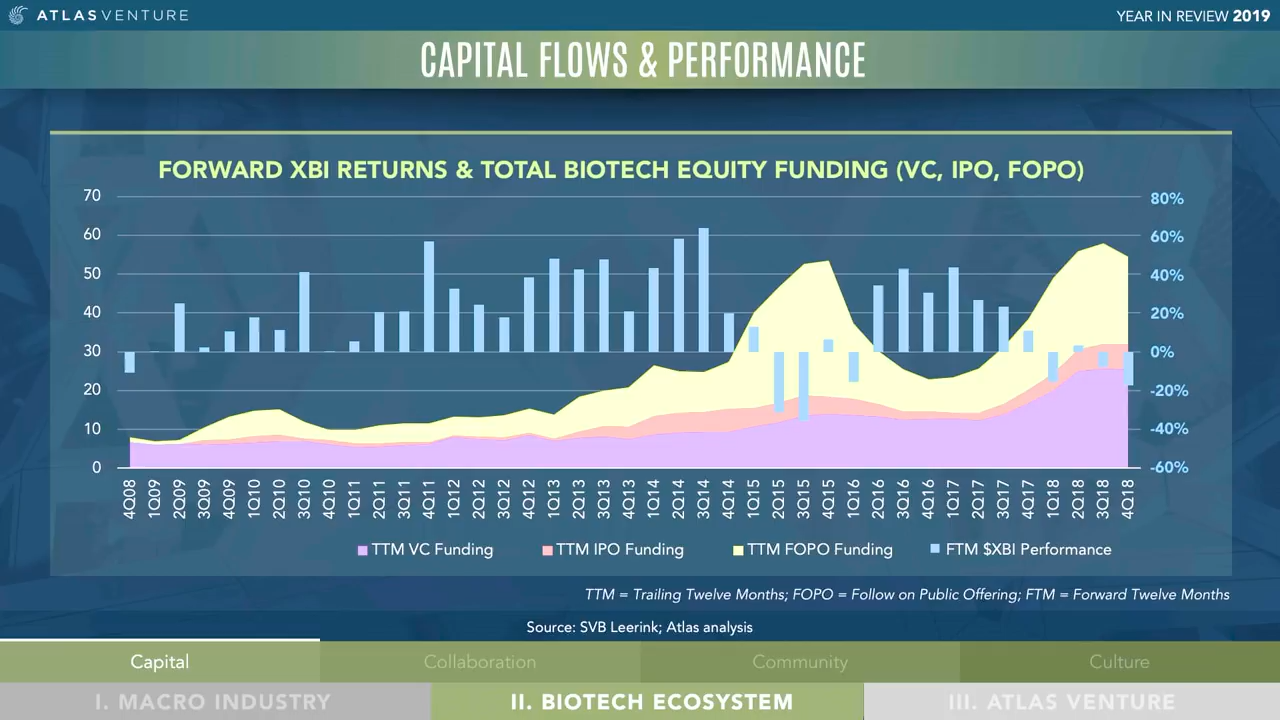 ATLAS VENTURE
YEAR IN REVIEW 2019
CAPITAL FLOWS & PERFORMANCE
FORWARD XBI RETURNS & TOTAL BIOTECH EQUITY FUNDING (VC, IPO, FOPO)
70
60
50
40
30
20
10
0
80%
60%
40%
20%
0%
-20%
-40%
-60%
4Q08
1Q09
2Q09
3Q09
4Q09
1Q10
2Q10
3Q10
4Q10
1Q11
2Q11
3Q11
4Q11
1Q12
2Q12
3Q12
4Q12
1Q13
2Q13
3Q13
4Q13
1Q14
2Q14
3Q14
4Q14
1Q15
2Q15
3Q15
4Q15
1Q16
2Q16
3Q16
4Q16
1Q17
2Q17
3Q17
4Q17
1Q18
2Q18
3Q18
4Q18
TTM VC Funding
TTM IPO Funding
TTM FOPO Funding
FTM $XBI Performance
TTM = Trailing Twelve Months; FOPO = Follow on Public Offering; FTM = Forward Twelve Months
Source: SVB Leerink; Atlas analysis
Capital
Collaboration
Community
Culture
I. MACRO INDUSTRY
II. BIOTECH ECOSYSTEM
III. ATLAS VENTURE